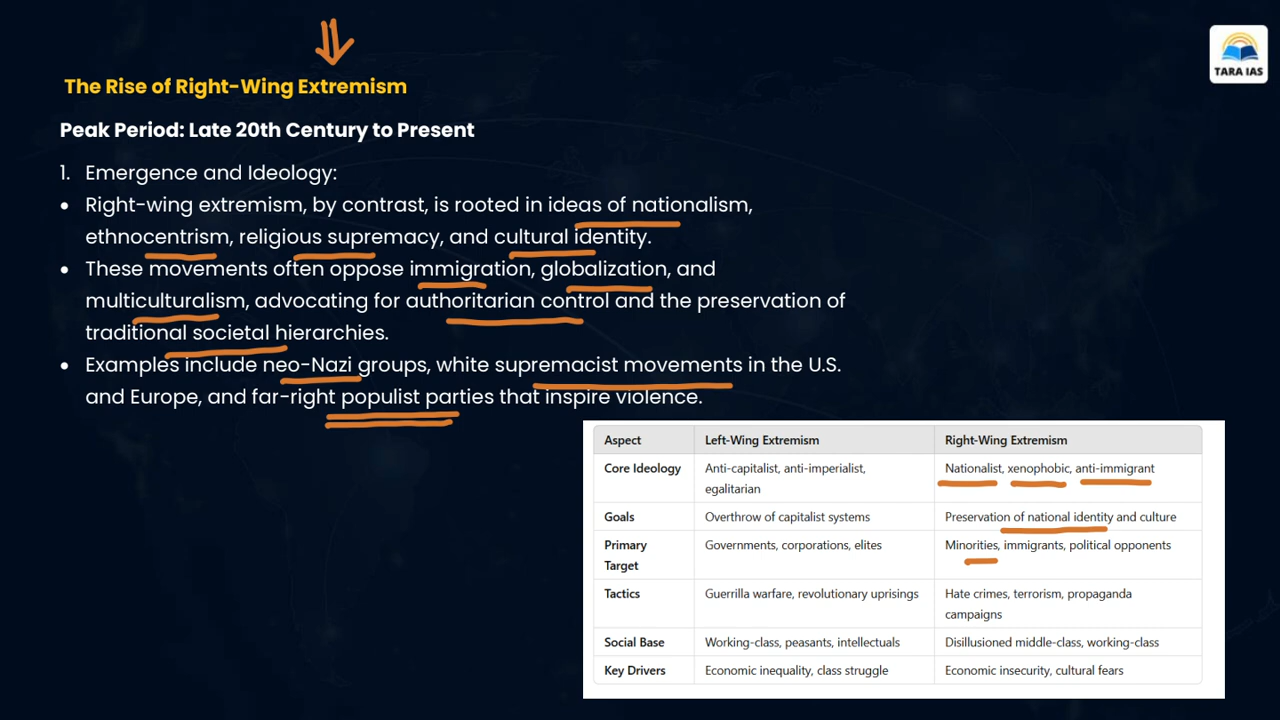 TARA IAS
The Rise of Right-Wing Extremism
Peak Period: Late 20th Century to Present
1. Emergence and Ideology:
• Right-wing extremism, by contrast, is rooted in ideas of nationalism,
ethnocentrism, religious supremacy, and cultural identity.
• These movements often oppose immigration, globalization, and
multiculturalism, advocating for authoritarian control and the preservation of
traditional societal hierarchies.
• Examples include neo-Nazi groups, white supremacist movements in the U.S.
and Europe, and far-right populist parties that inspire violence.
Aspect Left-Wing Extremism Right-Wing Extremism
Core Ideology Anti-capitalist, anti-imperialist, Nationalist, xenophobic, anti-immigrant
egalitarian
Goals Overthrow of capitalist systems Preservation of national identity and culture
Primary Governments, corporations, elites Minorities, immigrants, political opponents
Target
Tactics Guerrilla warfare, revolutionary uprisings Hate crimes, terrorism, propaganda
campaigns
Social Base Working-class, peasants, intellectuals Disillusioned middle-class, working-class
Key Drivers Economic inequality, class struggle Economic insecurity, cultural fears